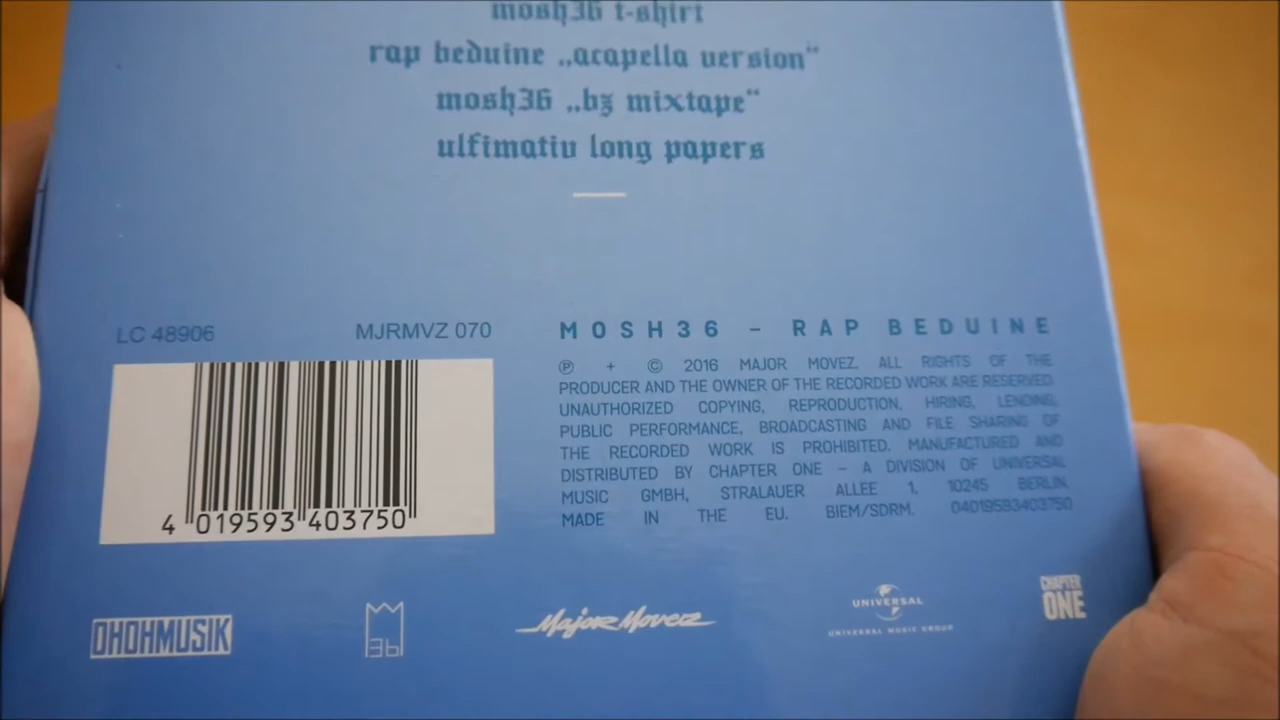 mosh36 t-shirt
rap beduine „acapella version“
mosh36 „bz mixtape“
ulfimativ long papers
LC 48906
MJRMVZ 070
4 019593 403750
MOSH36 – RAP BEDUINE
Ⓟ + © 2016 MAJOR MOVEZ. ALL RIGHTS OF THE
PRODUCER AND THE OWNER OF THE RECORDED WORK ARE RESERVED.
UNAUTHORIZED COPYING, REPRODUCTION, HIRING, LENDING,
PUBLIC PERFORMANCE, BROADCASTING AND FILE SHARING OF
THE RECORDED WORK IS PROHIBITED. MANUFACTURED AND
DISTRIBUTED BY CHAPTER ONE – A DIVISION OF UNIVERSAL
MUSIC GMBH, STRALAUER ALLEE 1, 10245 BERLIN.
MADE IN THE EU. BIEM/SDRM. 04019593403750
OHOHMUSIK
36
Major Movez
UNIVERSAL
UNIVERSAL MUSIC GROUP
CHAPTER
ONE